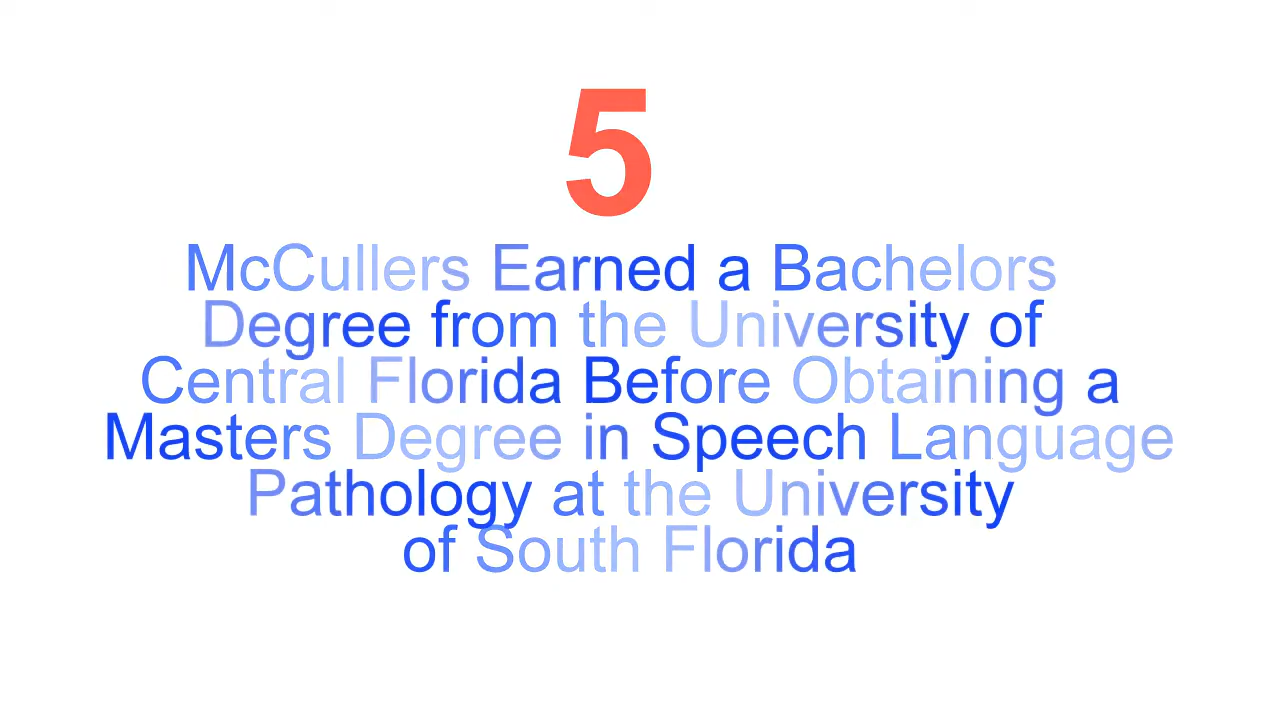 5
McCullers Earned a Bachelors
Degree from the University of
Central Florida Before Obtaining a
Masters Degree in Speech Language
Pathology at the University
of South Florida